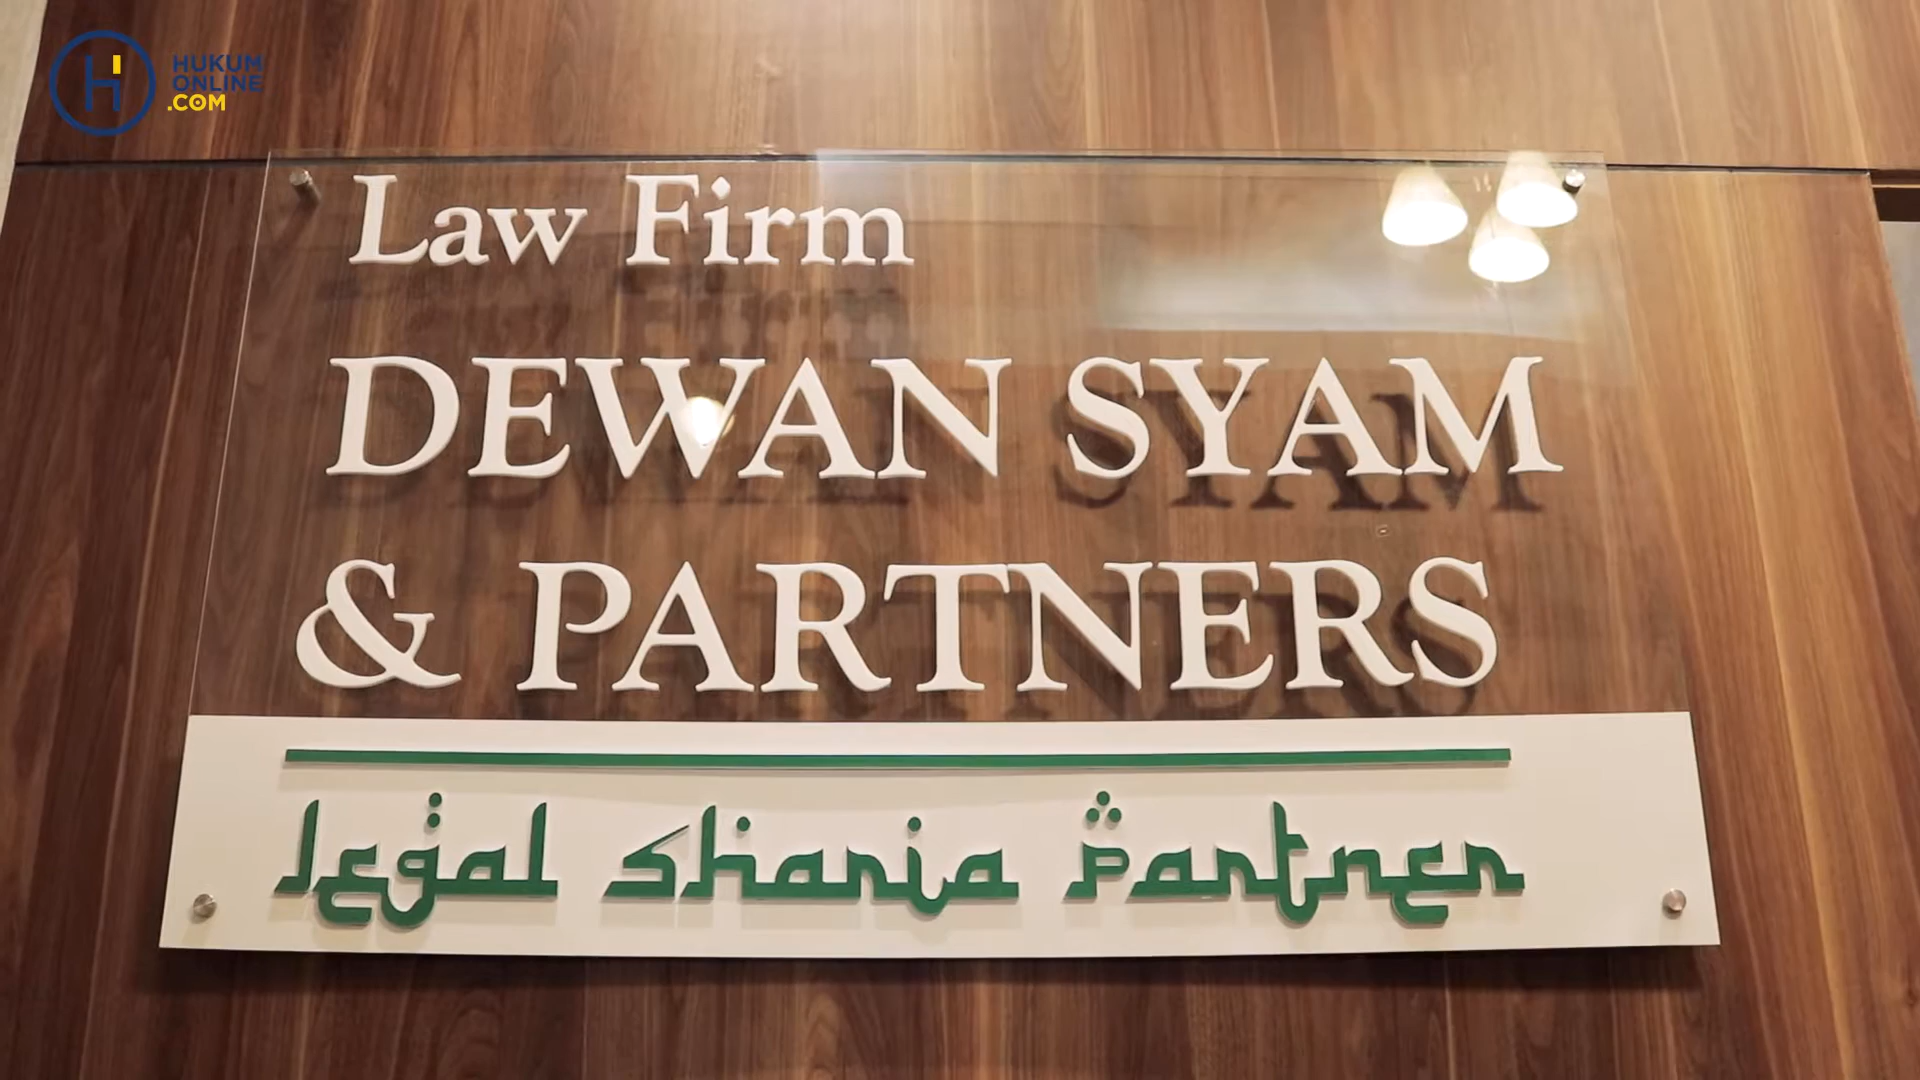 HUKUM
ONLINE
.COM
Law Firm
DEWAN SYAM
& PARTNERS
legal sharia partner